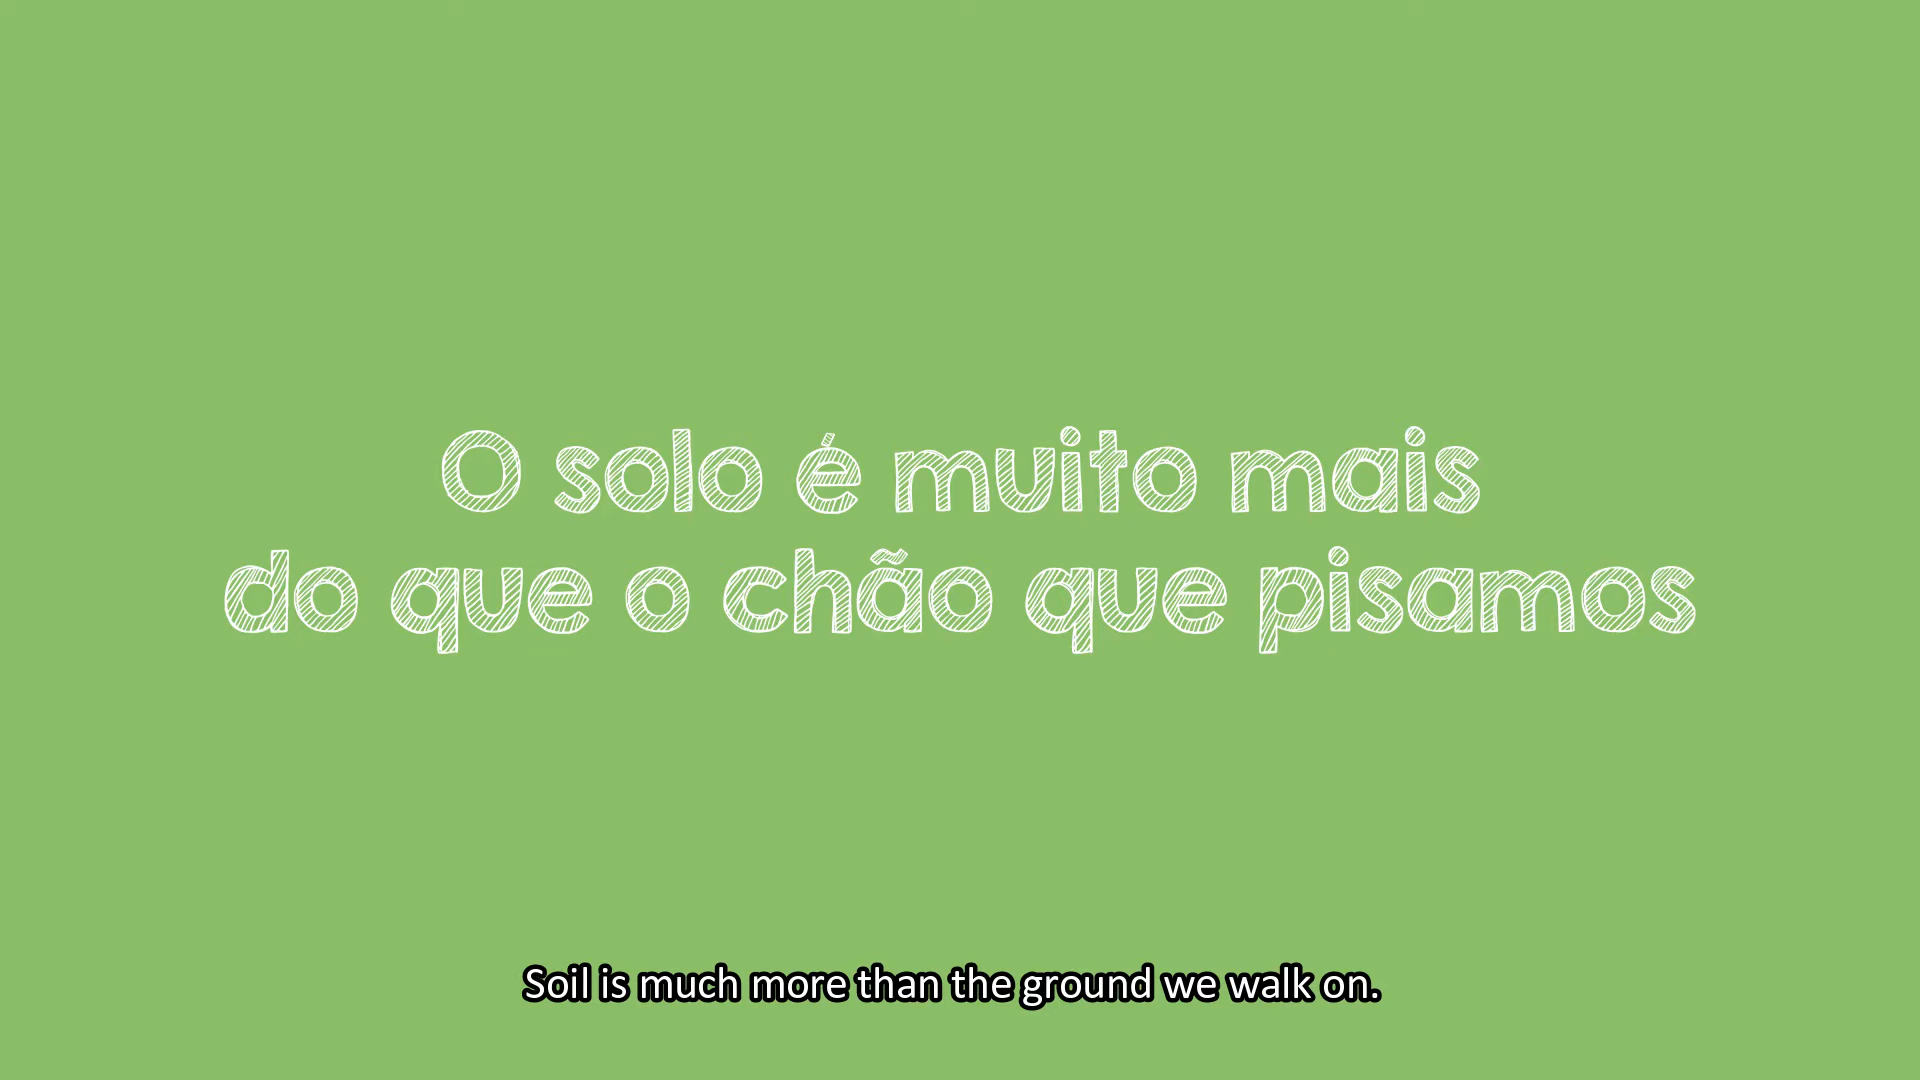 O solo é muito mais
do que o chão que pisamos
Soil is much more than the ground we walk on.